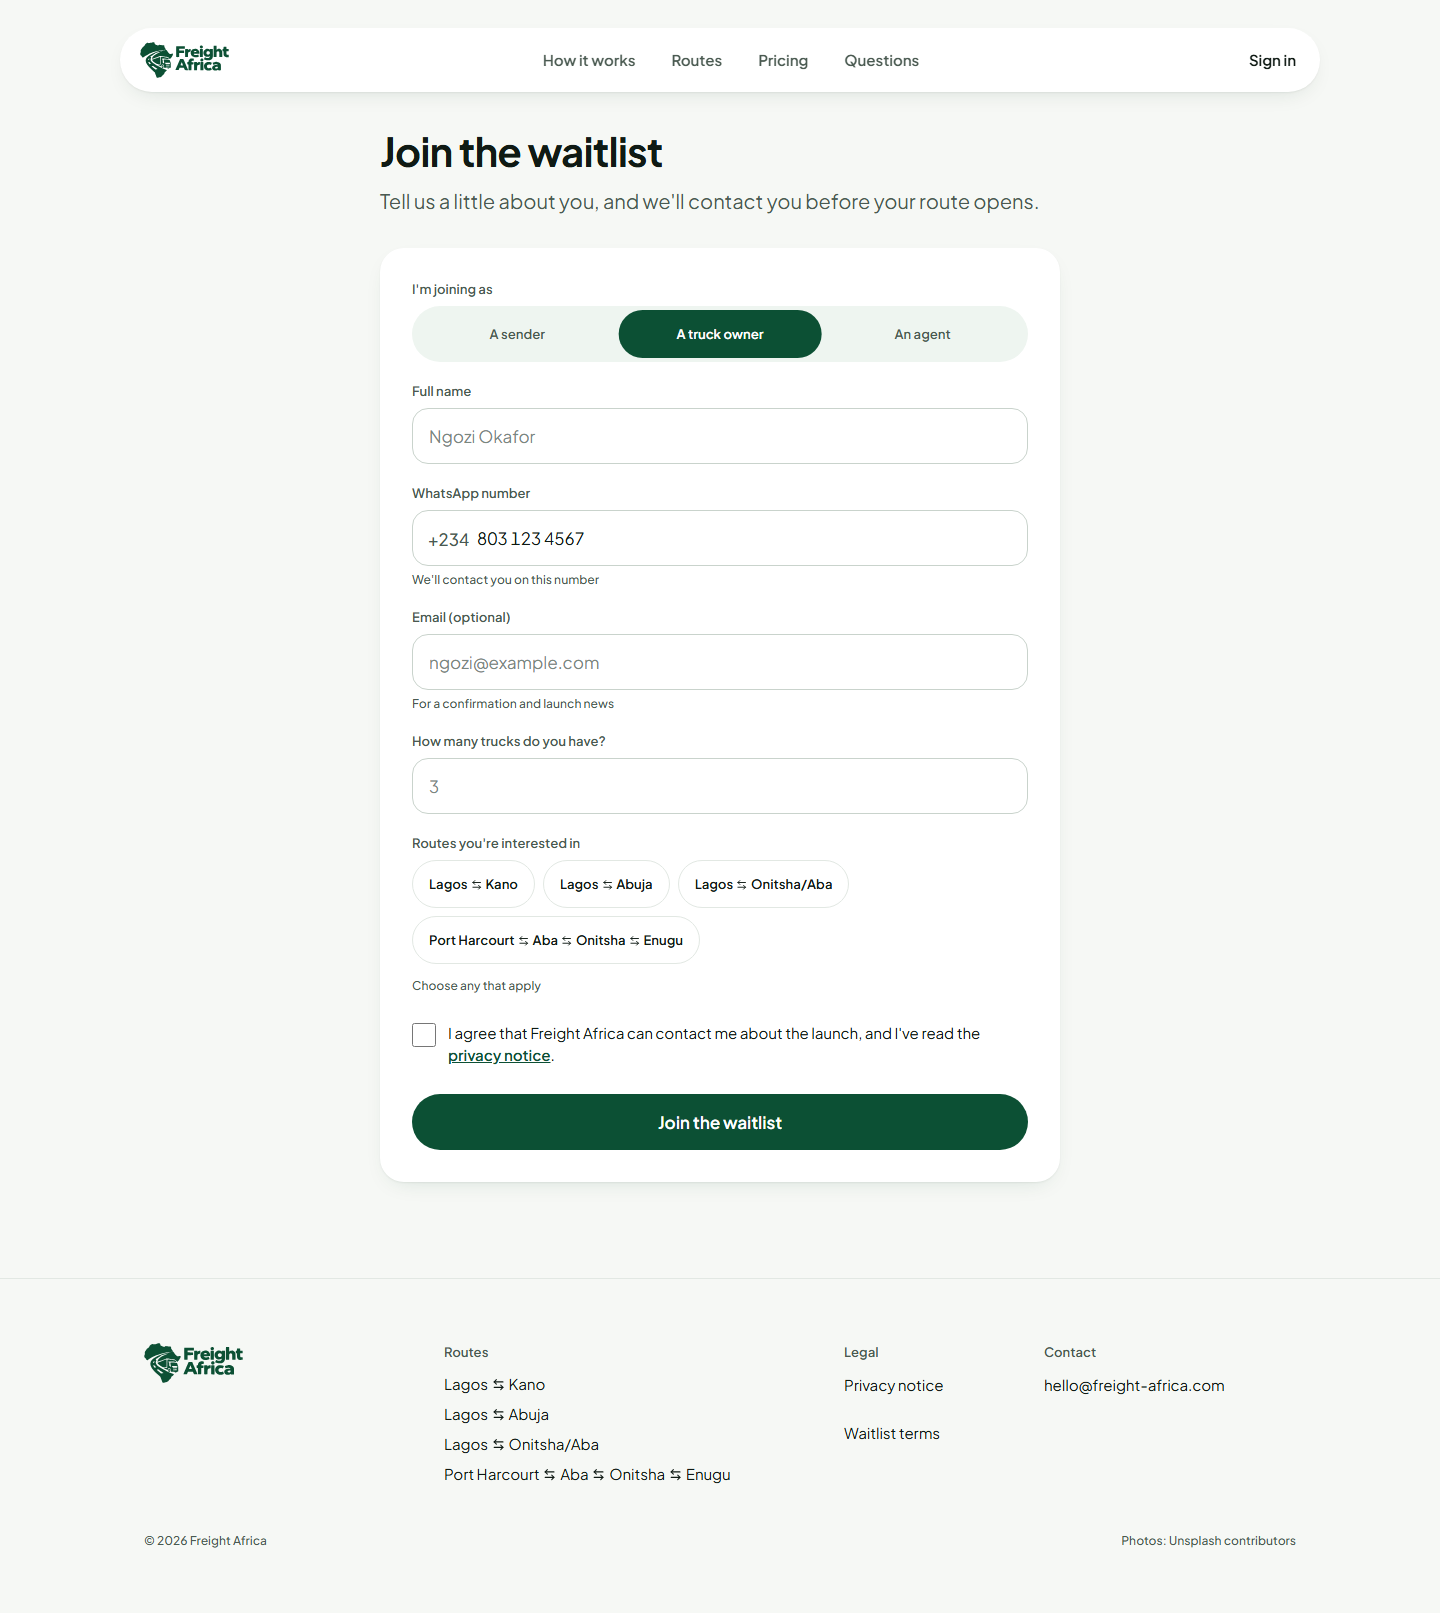 Freight Africa
How it works
Routes
Pricing
Questions
Sign in
Join the waitlist
Tell us a little about you, and we'll contact you before your route opens.
I'm joining as
A sender
A truck owner
An agent
Full name
Ngozi Okafor
WhatsApp number
+234 803 123 4567
We'll contact you on this number
Email (optional)
ngozi@example.com
For a confirmation and launch news
How many trucks do you have?
3
Routes you're interested in
Lagos ⇆ Kano
Lagos ⇆ Abuja
Lagos ⇆ Onitsha/Aba
Port Harcourt ⇆ Aba ⇆ Onitsha ⇆ Enugu
Choose any that apply
I agree that Freight Africa can contact me about the launch, and I've read the
privacy notice.
Join the waitlist
Freight
Africa
Routes
Lagos ⇆ Kano
Lagos ⇆ Abuja
Lagos ⇆ Onitsha/Aba
Port Harcourt ⇆ Aba ⇆ Onitsha ⇆ Enugu
Legal
Privacy notice
Waitlist terms
Contact
hello@freight-africa.com
© 2026 Freight Africa
Photos: Unsplash contributors